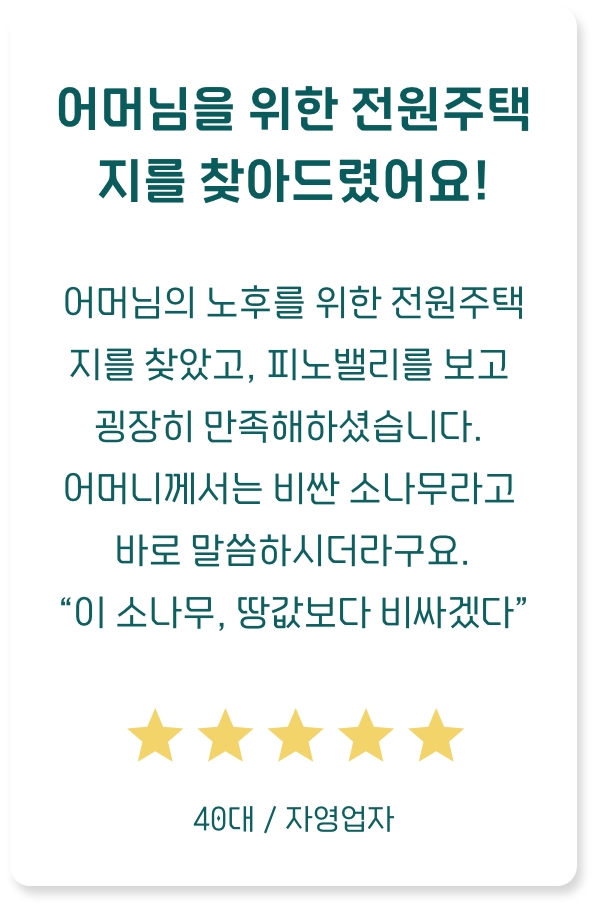 어머님을 위한 전원주택
지를 찾아드렸어요!
어머님의 노후를 위한 전원주택
지를 찾았고, 피노밸리를 보고
굉장히 만족해하셨습니다.
어머니께서는 비싼 소나무라고
바로 말씀하시더라구요.
“이 소나무, 땅값보다 비싸겠다”
40대 / 자영업자